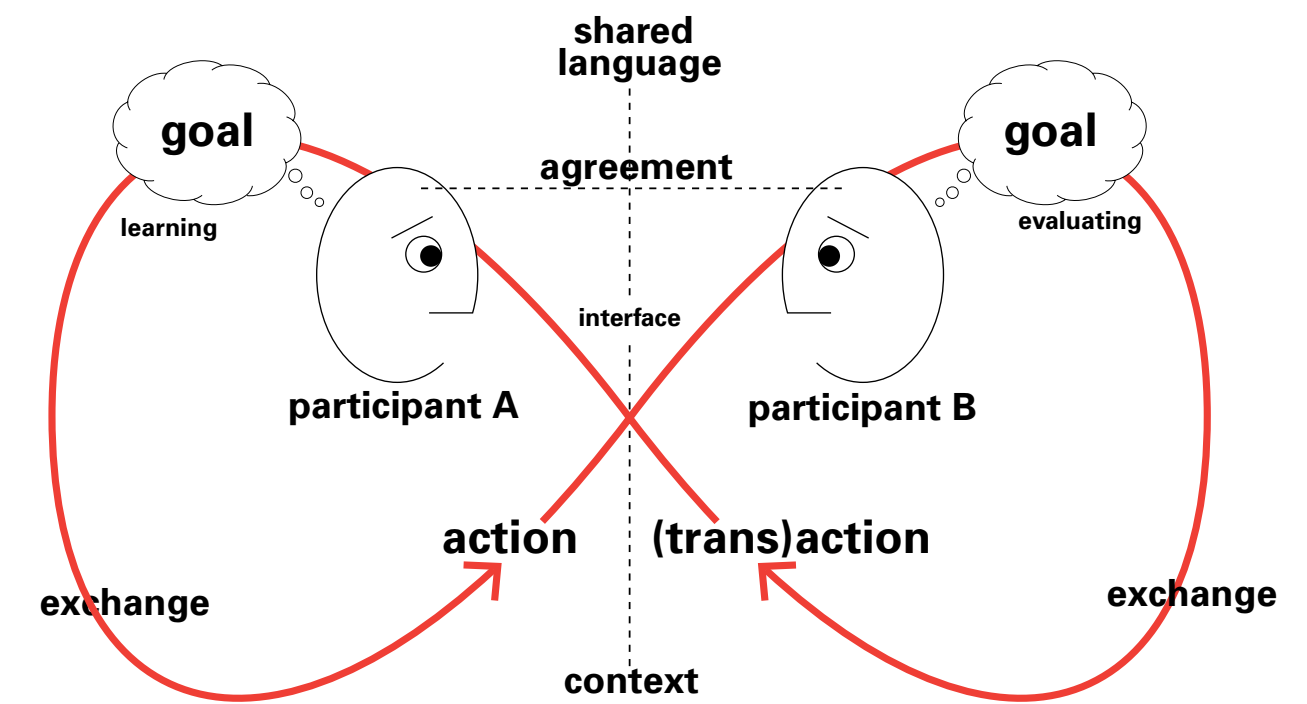 shared
language
goal
goal
agreement
learning
evaluating
interface
participant A
participant B
action
(trans)action
exchange
exchange
context